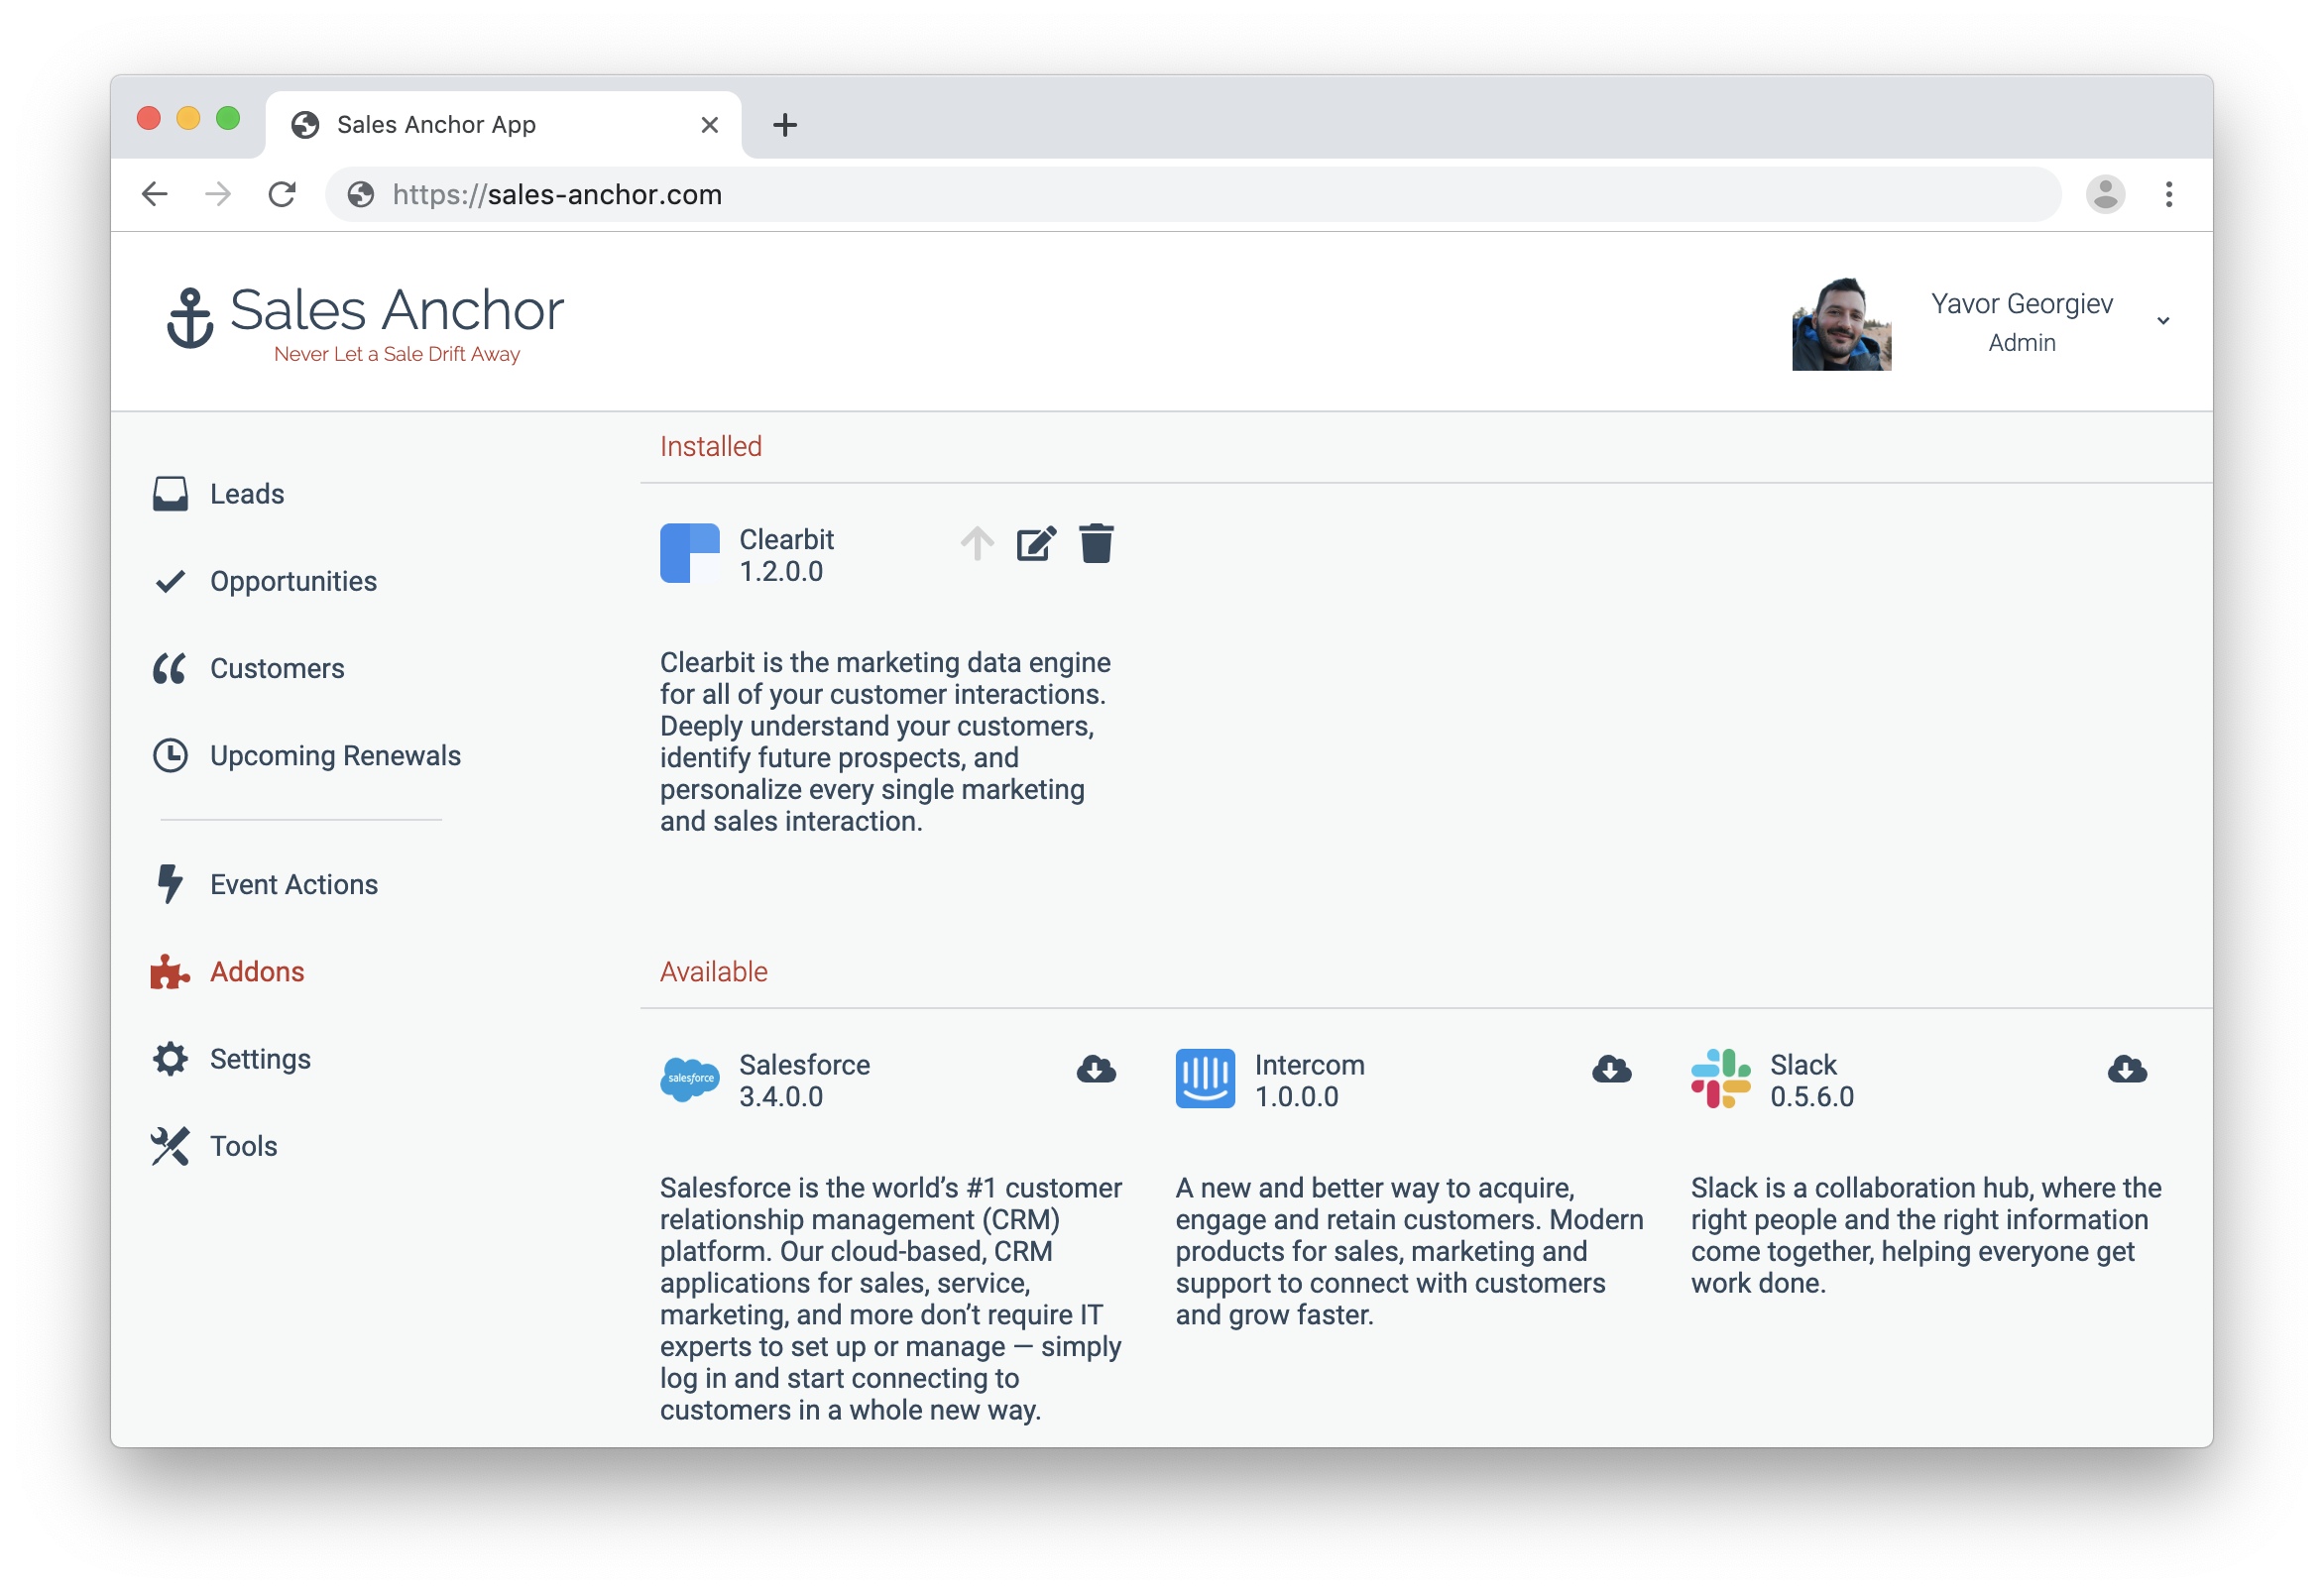 Sales Anchor App
https://sales-anchor.com
Sales Anchor
Never Let a Sale Drift Away
Yavor Georgiev
Admin
Leads
Opportunities
Customers
Upcoming Renewals
Event Actions
Addons
Settings
Tools
Installed
Clearbit
1.2.0.0
Clearbit is the marketing data engine
for all of your customer interactions.
Deeply understand your customers,
identify future prospects, and
personalize every single marketing
and sales interaction.
Available
salesforce
Salesforce
3.4.0.0
Salesforce is the world’s #1 customer
relationship management (CRM)
platform. Our cloud-based, CRM
applications for sales, service,
marketing, and more don’t require IT
experts to set up or manage — simply
log in and start connecting to
customers in a whole new way.
Intercom
1.0.0.0
A new and better way to acquire,
engage and retain customers. Modern
products for sales, marketing and
support to connect with customers
and grow faster.
Slack
0.5.6.0
Slack is a collaboration hub, where the
right people and the right information
come together, helping everyone get
work done.